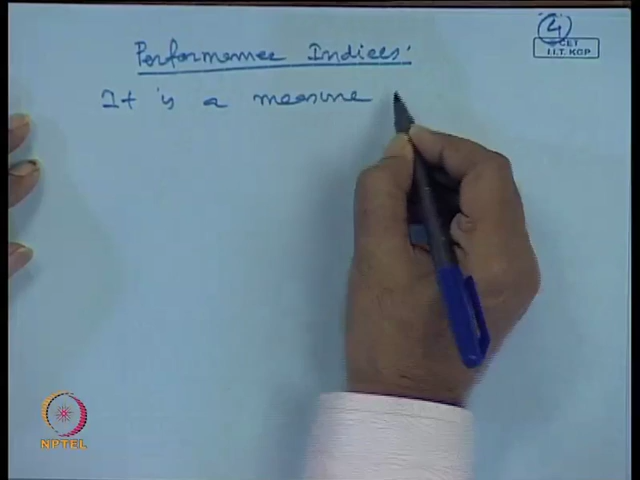 4
CET
I.I.T. KGP
Performance Indices:
It is a measure
NPTEL